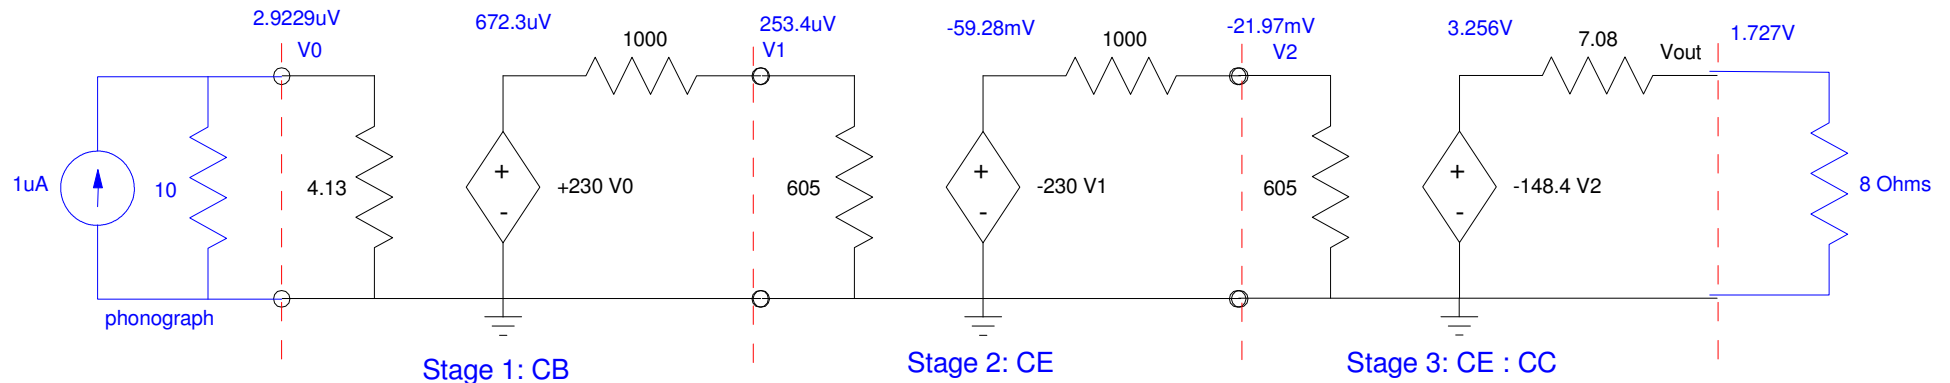 2.9229uV
V0
672.3uV
1000
253.4uV
V1
-59.28mV
1000
-21.97mV
V2
3.256V
7.08
Vout
1.727V
1uA
10
4.13
+
-
+230 V0
605
+
-
-230 V1
605
+
-
-148.4 V2
8 Ohms
phonograph
Stage 1: CB
Stage 2: CE
Stage 3: CE : CC